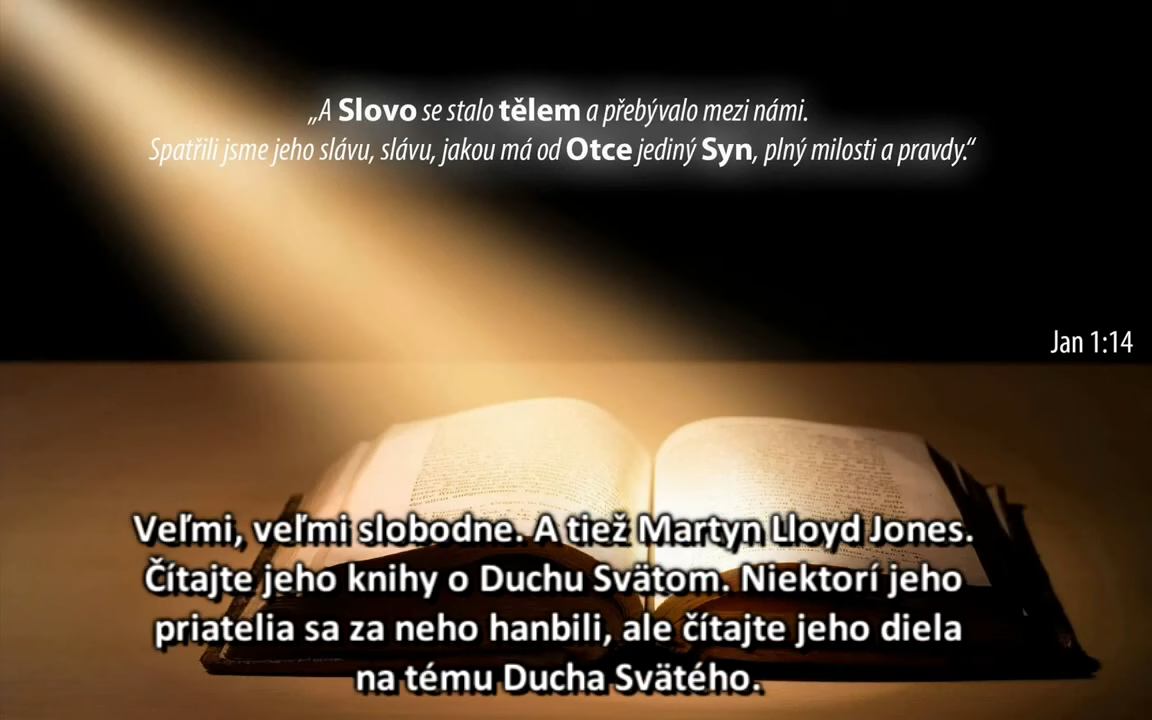 „A Slovo se stalo tělem a přebývalo mezi námi.
Spatřili jsme jeho slávu, slávu, jakou má od Otce jediný Syn, plný milosti a pravdy.“
Jan 1:14
Veľmi, veľmi slobodne. A tiež Martyn Lloyd Jones.
Čítajte jeho knihy o Duchu Svätom. Niektorí jeho
priatelia sa za neho hanbili, ale čítajte jeho diela
na tému Ducha Svätého.